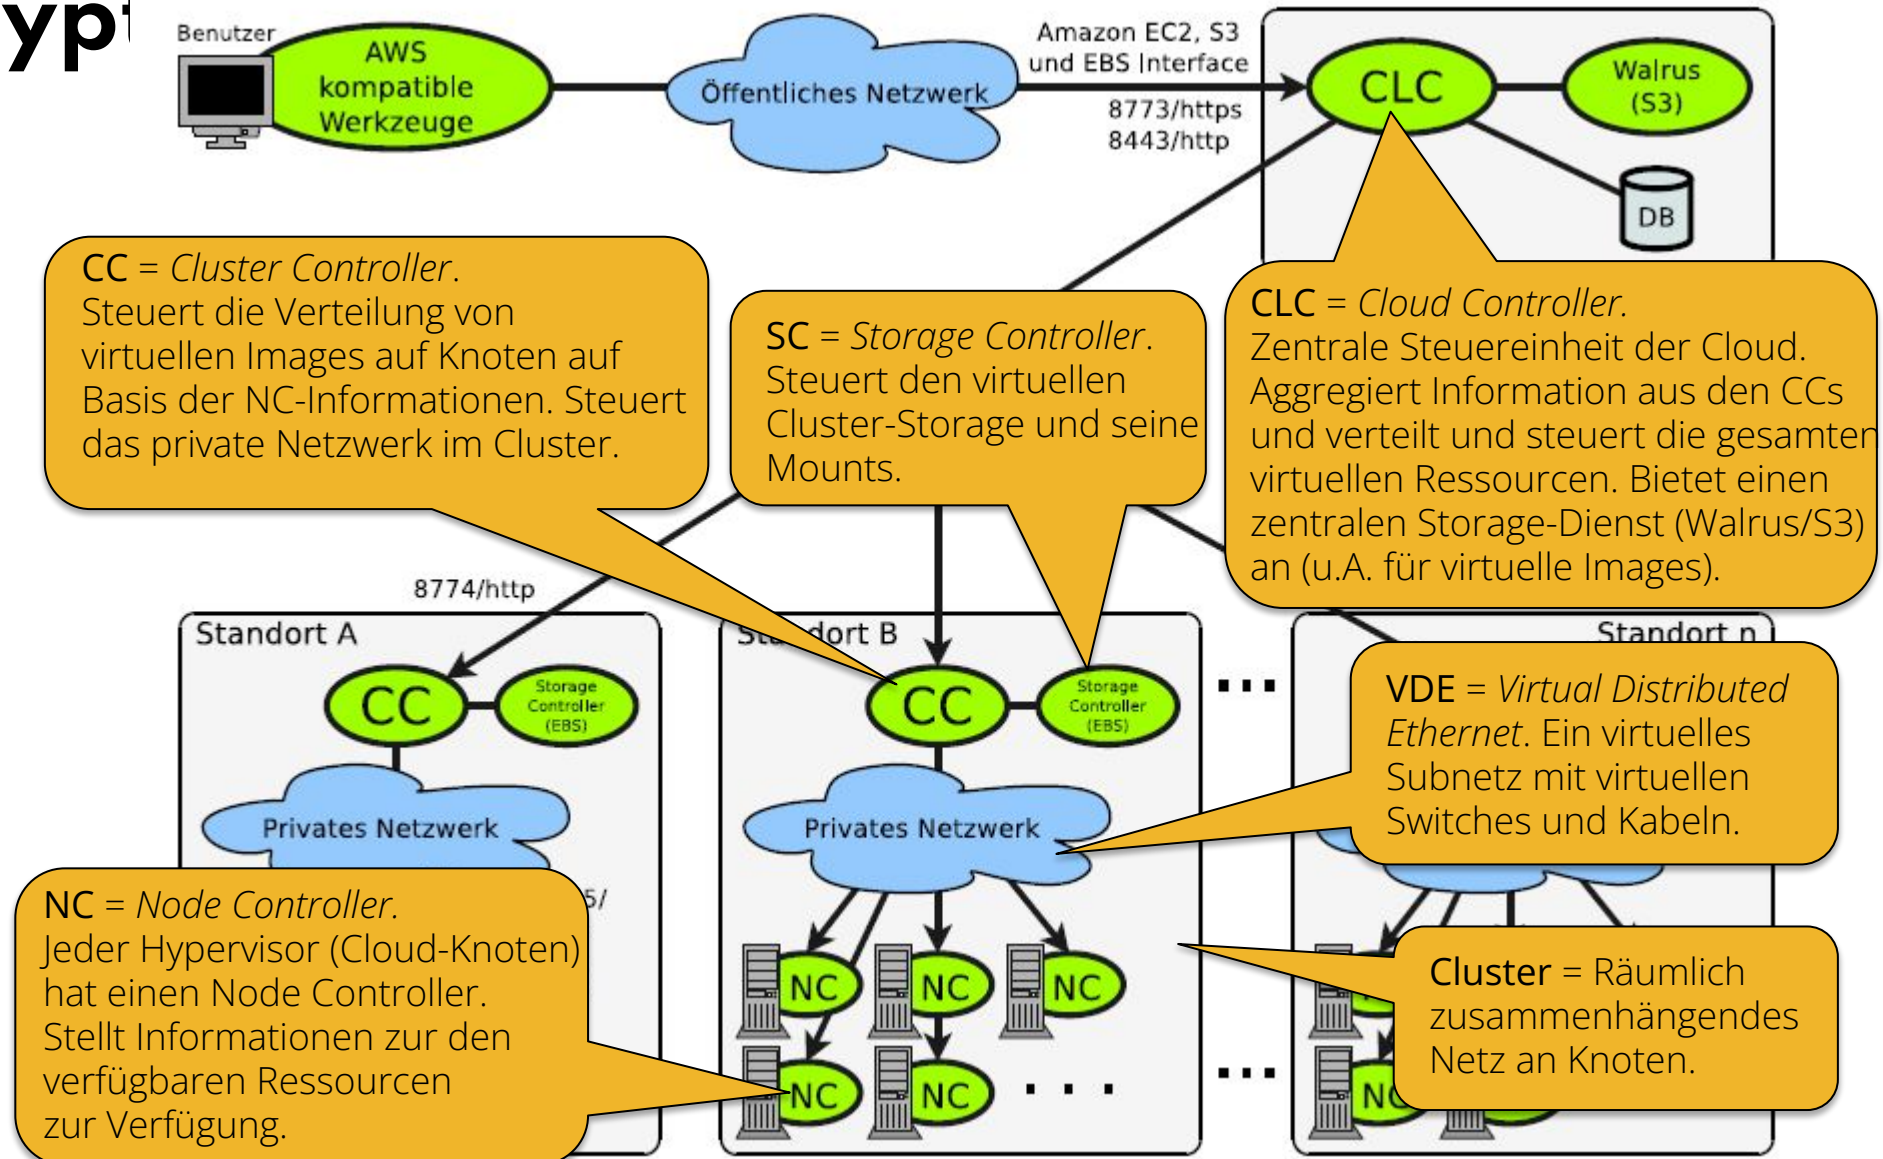 ypt
Benutzer
AWS
kompatible
Werkzeuge
Öffentliches Netzwerk
Amazon EC2, S3
und EBS Interface
8773/https
8443/http
CLC
Walrus
(S3)
DB
CC = Cluster Controller.
Steuert die Verteilung von
virtuellen Images auf Knoten auf
Basis der NC-Informationen. Steuert
das private Netzwerk im Cluster.
SC = Storage Controller.
Steuert den virtuellen
Cluster-Storage und seine
Mounts.
CLC = Cloud Controller.
Zentrale Steuereinheit der Cloud.
Aggregiert Information aus den CCs
und verteilt und steuert die gesamten
virtuellen Ressourcen. Bietet einen
zentralen Storage-Dienst (Walrus/S3)
an (u.A. für virtuelle Images).
8774/http
Standort A
CC
Storage
Controller
(EBS)
Privates Netzwerk
5/
Standort B
CC
Storage
Controller
(EBS)
Privates Netzwerk
NC
NC
NC
NC
NC
. . .
...
...
Standort n
VDE = Virtual Distributed
Ethernet. Ein virtuelles
Subnetz mit virtuellen
Switches und Kabeln.
NC = Node Controller.
Jeder Hypervisor (Cloud-Knoten)
hat einen Node Controller.
Stellt Informationen zur den
verfügbaren Ressourcen
zur Verfügung.
Cluster = Räumlich
zusammenhängendes
Netz an Knoten.
NC